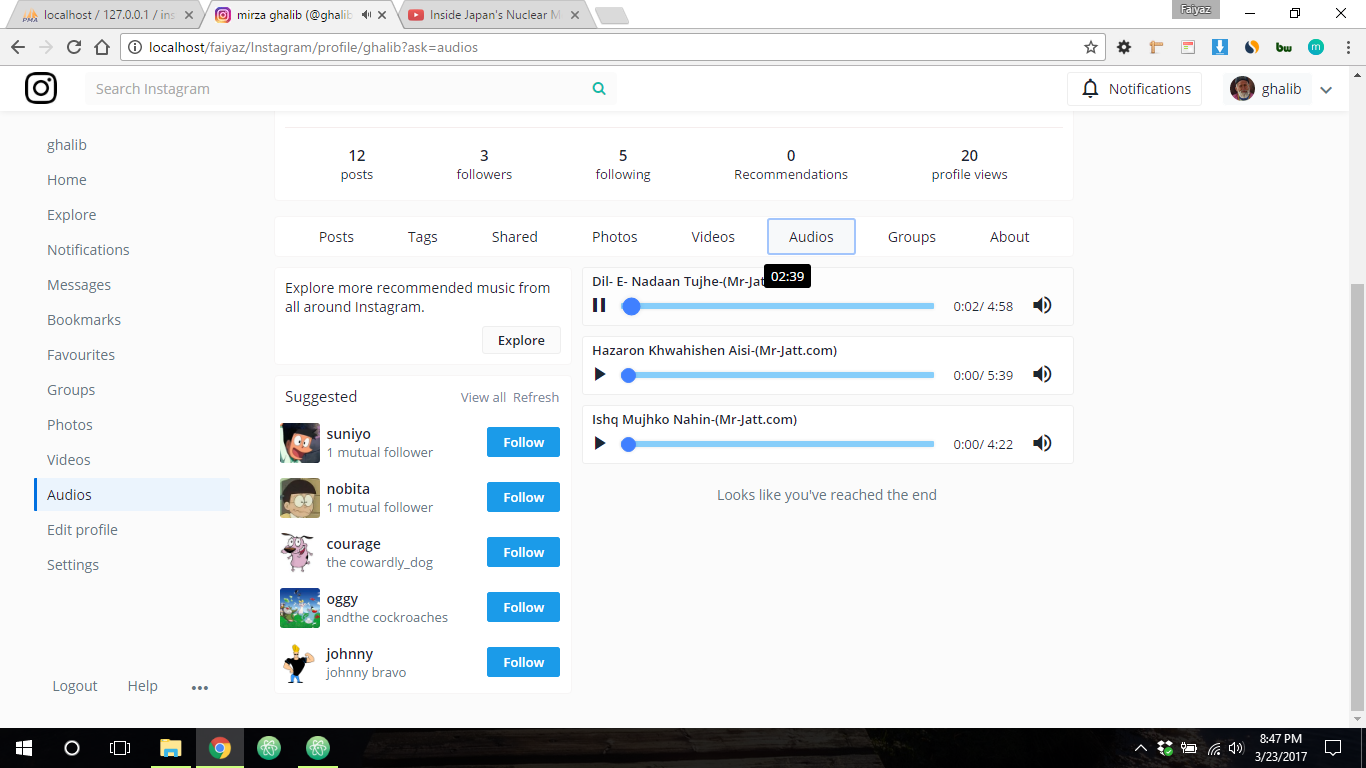 localhost / 127.0.0.1 / ins
mirza ghalib (@ghalib
Inside Japan's Nuclear M
Faiyaz
localhost/faiyaz/Instagram/profile/ghalib?ask=audios
Search Instagram
Notifications
ghalib
ghalib
Home
Explore
Notifications
Messages
Bookmarks
Favourites
Groups
Photos
Videos
Audios
Edit profile
Settings
Logout Help
12 3 5 0 20
posts followers following Recommendations profile views
Posts Tags Shared Photos Videos Audios Groups About
Explore more recommended music from
all around Instagram.
Explore
Suggested View all Refresh
suniyo
1 mutual follower
Follow
nobita
1 mutual follower
Follow
courage
the cowardly_dog
Follow
oggy
andthe cockroaches
Follow
johnny
johnny bravo
Follow
02:39
Dil- E- Nadaan Tujhe-(Mr-Jat
0:02/ 4:58
Hazaron Khwahishen Aisi-(Mr-Jatt.com)
0:00/ 5:39
Ishq Mujhko Nahin-(Mr-Jatt.com)
0:00/ 4:22
Looks like you've reached the end
8:47 PM
3/23/2017
PMA
bw
m